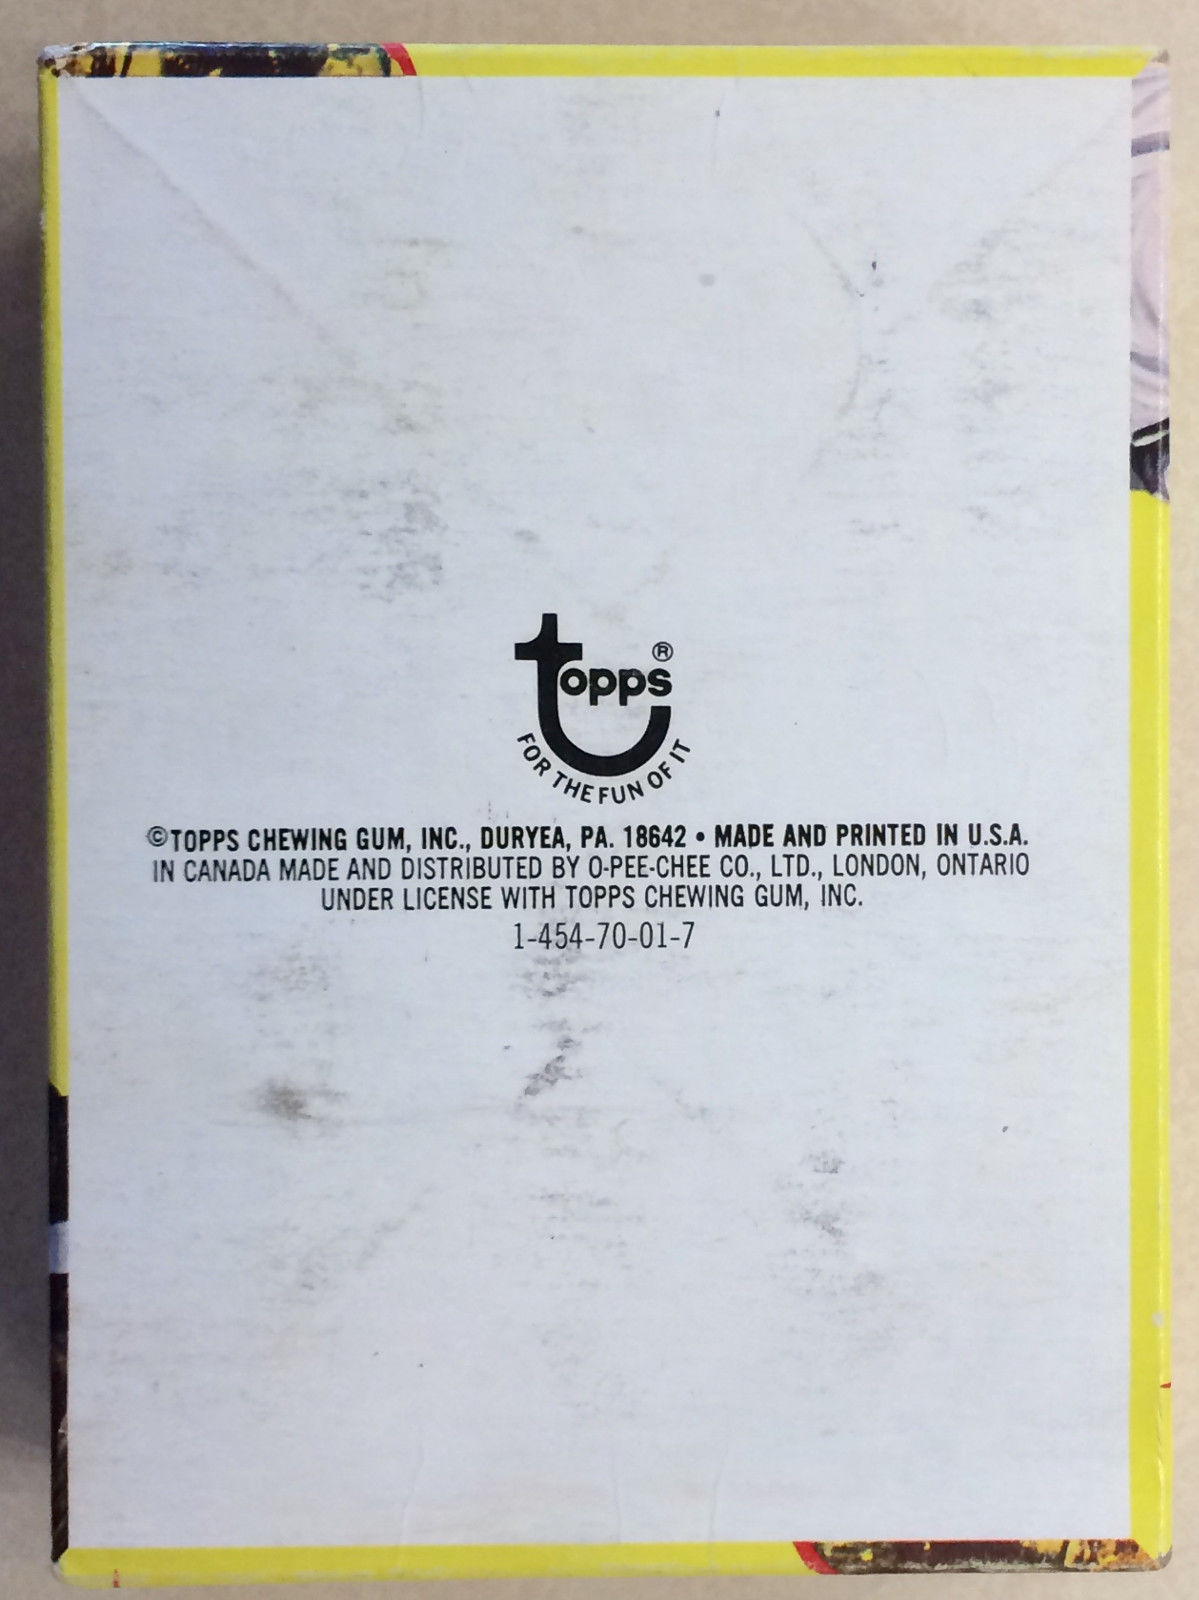 topps®
FOR THE FUN OF IT
©TOPPS CHEWING GUM, INC., DURYEA, PA. 18642 • MADE AND PRINTED IN U.S.A.
IN CANADA MADE AND DISTRIBUTED BY O-PEE-CHEE CO., LTD., LONDON, ONTARIO
UNDER LICENSE WITH TOPPS CHEWING GUM, INC.
1-454-70-01-7